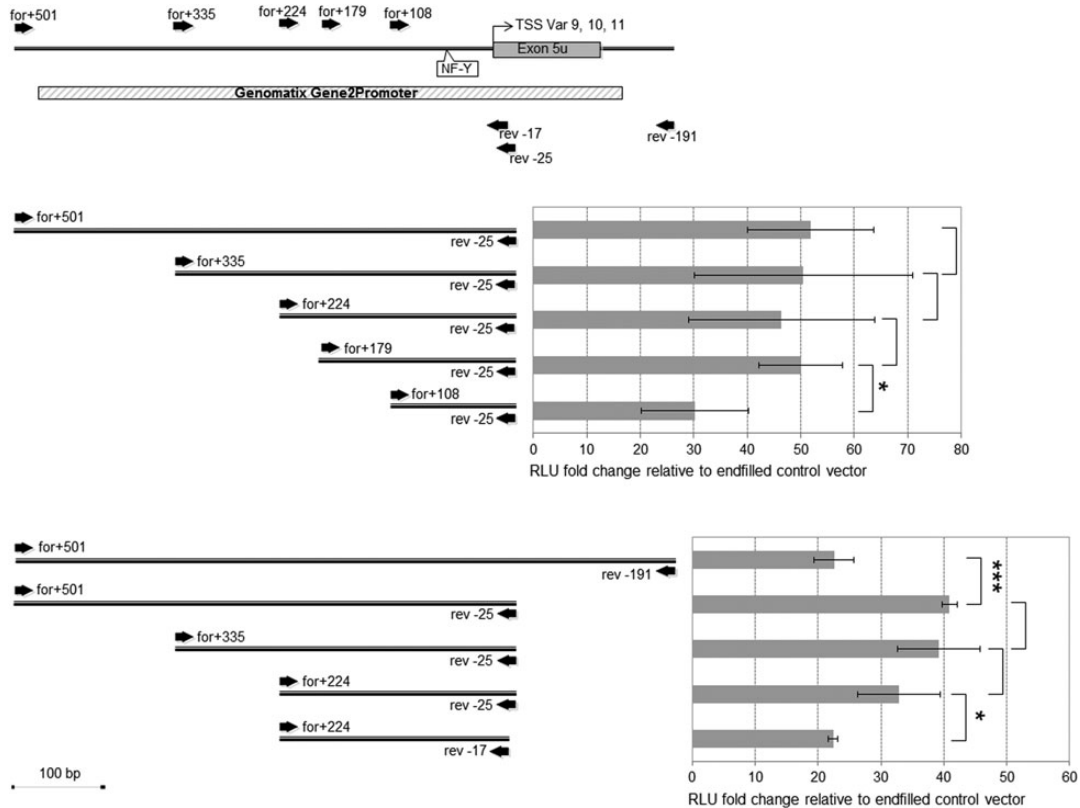 for+501
for+335
for+224
for+179
for+108
TSS Var 9, 10, 11
Exon 5u
NF-Y
Genomatix Gene2Promoter
rev -17
rev -25
rev -191
for+501
rev -25
for+335
rev -25
for+224
rev -25
for+179
rev -25
for+108
rev -25
*
0 10 20 30 40 50 60 70 80
RLU fold change relative to endfilled control vector
for+501
rev -191
for+501
rev -25
for+335
rev -25
for+224
rev -25
for+224
rev -17
***
*
0 10 20 30 40 50 60
RLU fold change relative to endfilled control vector
100 bp